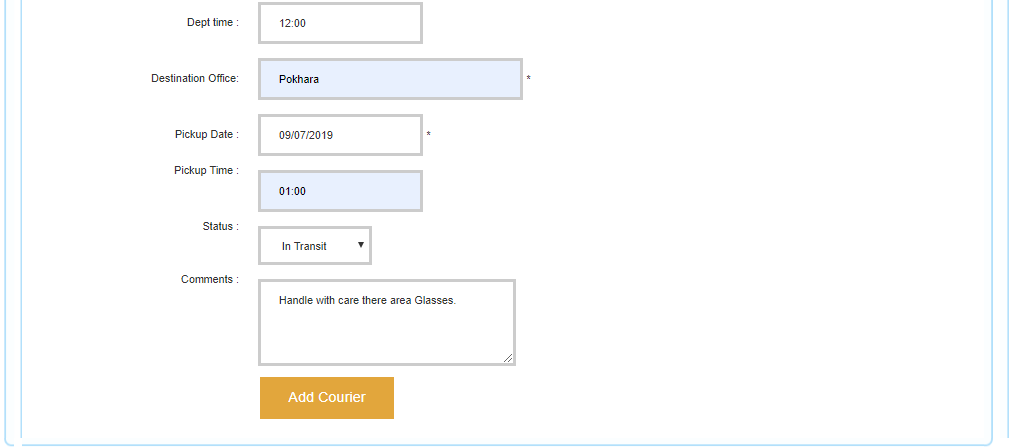 Dept time : 12:00
Destination Office: Pokhara *
Pickup Date : 09/07/2019 *
Pickup Time : 01:00
Status : In Transit
Comments : Handle with care there area Glasses.
Add Courier